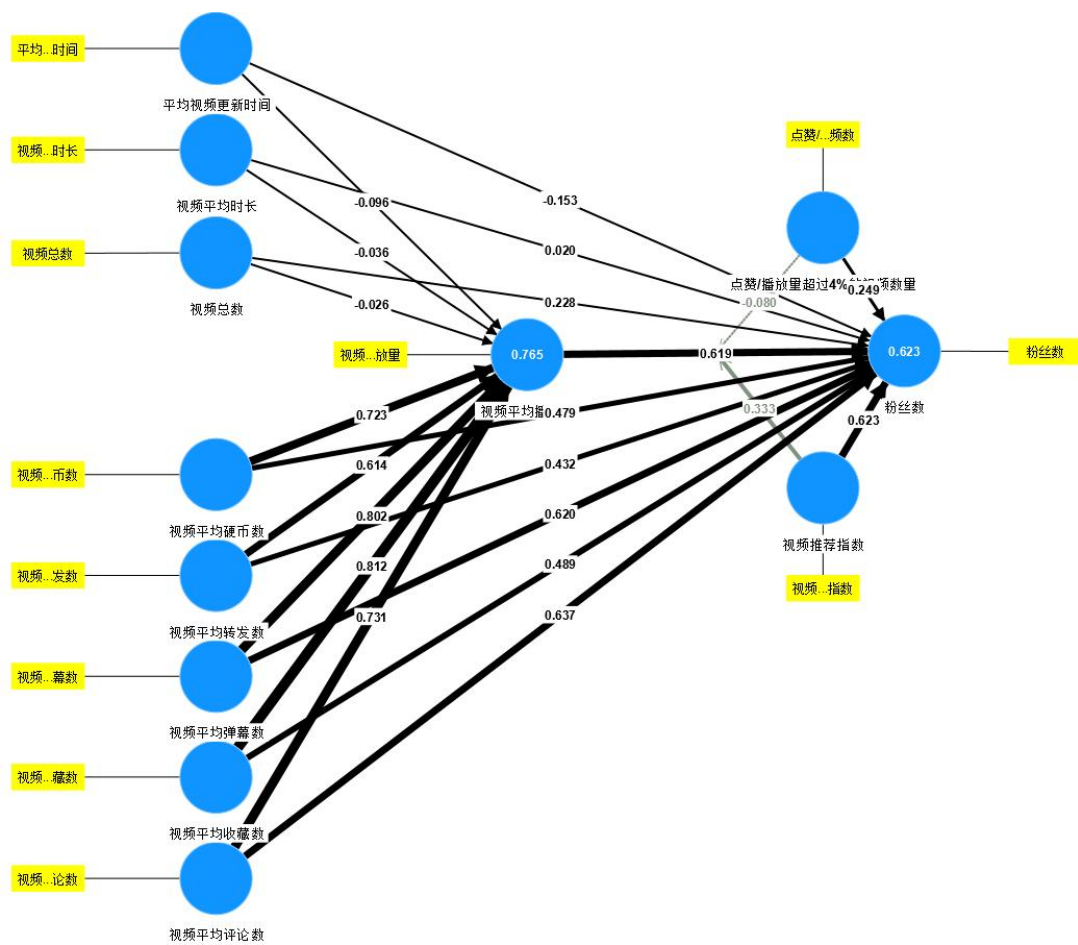 平均...时间
平均视频更新时间
点赞/...频数
视频...时长
视频平均时长
-0.096
-0.153
视频总数
视频总数
-0.036
0.020
点赞/播放量超过4%的视频数量
0.249
-0.026
0.228
-0.080
视频...放量
0.765
0.619
0.623
粉丝数
粉丝数
视频平均播
0.723
0.479
0.333
0.623
视频...币数
视频平均硬币数
0.614
0.432
视频推荐指数
视频...指数
视频...发数
视频平均转发数
0.802
0.620
视频...幕数
视频平均弹幕数
0.812
0.489
视频...藏数
视频平均收藏数
0.731
0.637
视频...论数
视频平均评论数